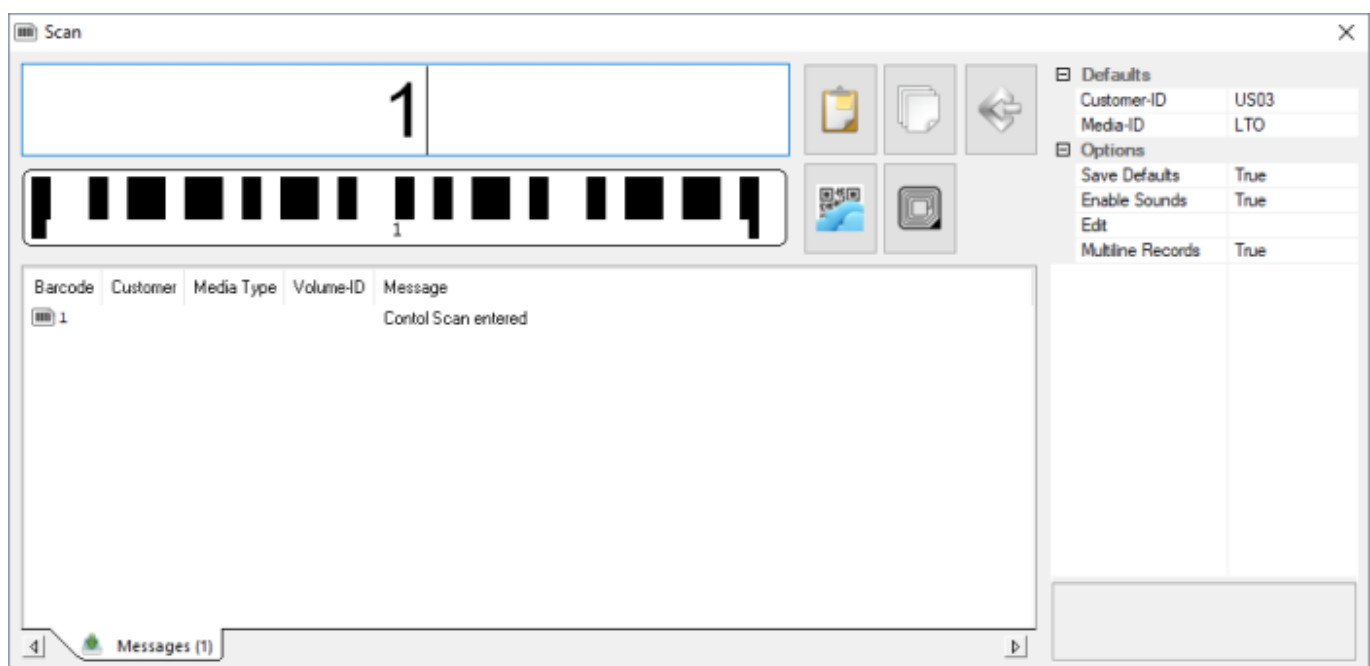 Scan
1
1
Barcode Customer Media Type Volume-ID Message
1 Contol Scan entered
Messages (1)
Defaults
Customer-ID US03
Media-ID LTO
Options
Save Defaults True
Enable Sounds True
Edit
Multiline Records True